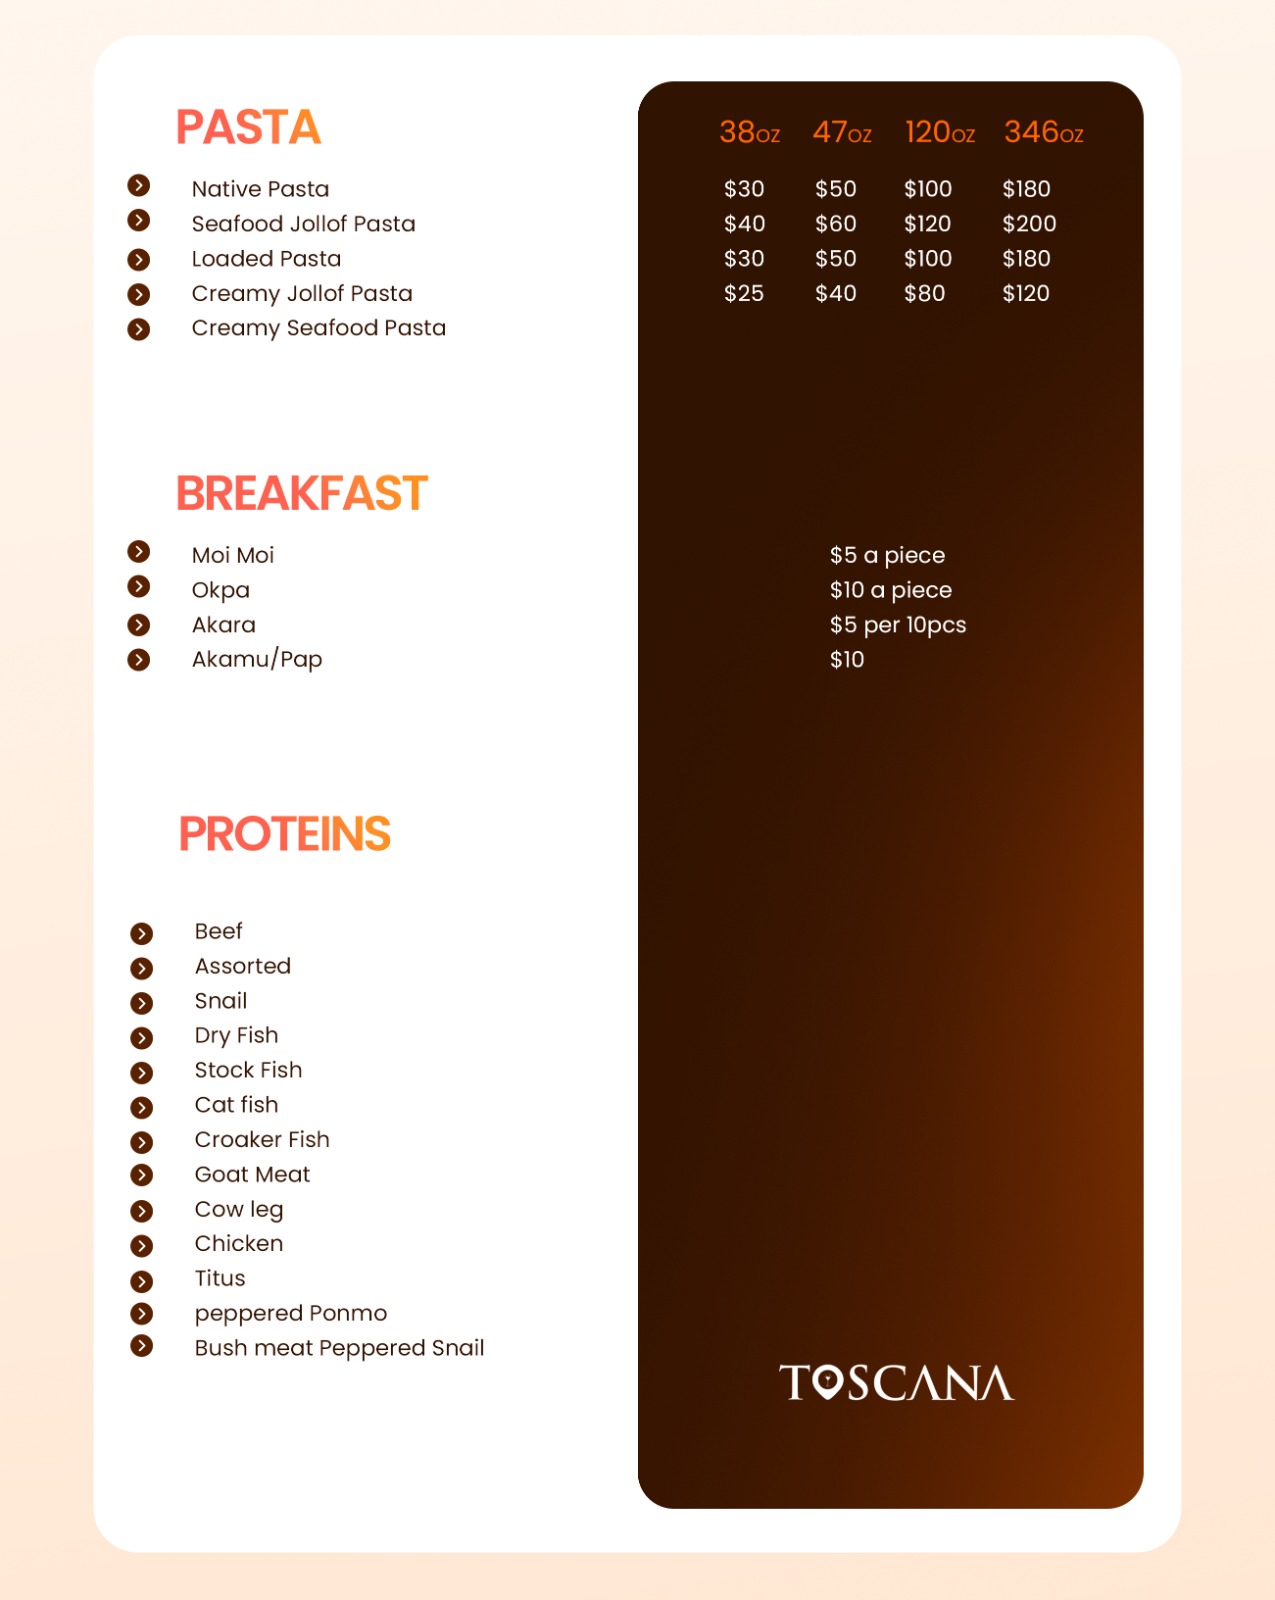 PASTA 38oz 47oz 120oz 346oz
Native Pasta $30 $50 $100 $180
Seafood Jollof Pasta $40 $60 $120 $200
Loaded Pasta $30 $50 $100 $180
Creamy Jollof Pasta $25 $40 $80 $120
Creamy Seafood Pasta
BREAKFAST
Moi Moi $5 a piece
Okpa $10 a piece
Akara $5 per 10pcs
Akamu/Pap $10
PROTEINS
Beef
Assorted
Snail
Dry Fish
Stock Fish
Cat fish
Croaker Fish
Goat Meat
Cow leg
Chicken
Titus
peppered Ponmo
Bush meat Peppered Snail
TOSCANA